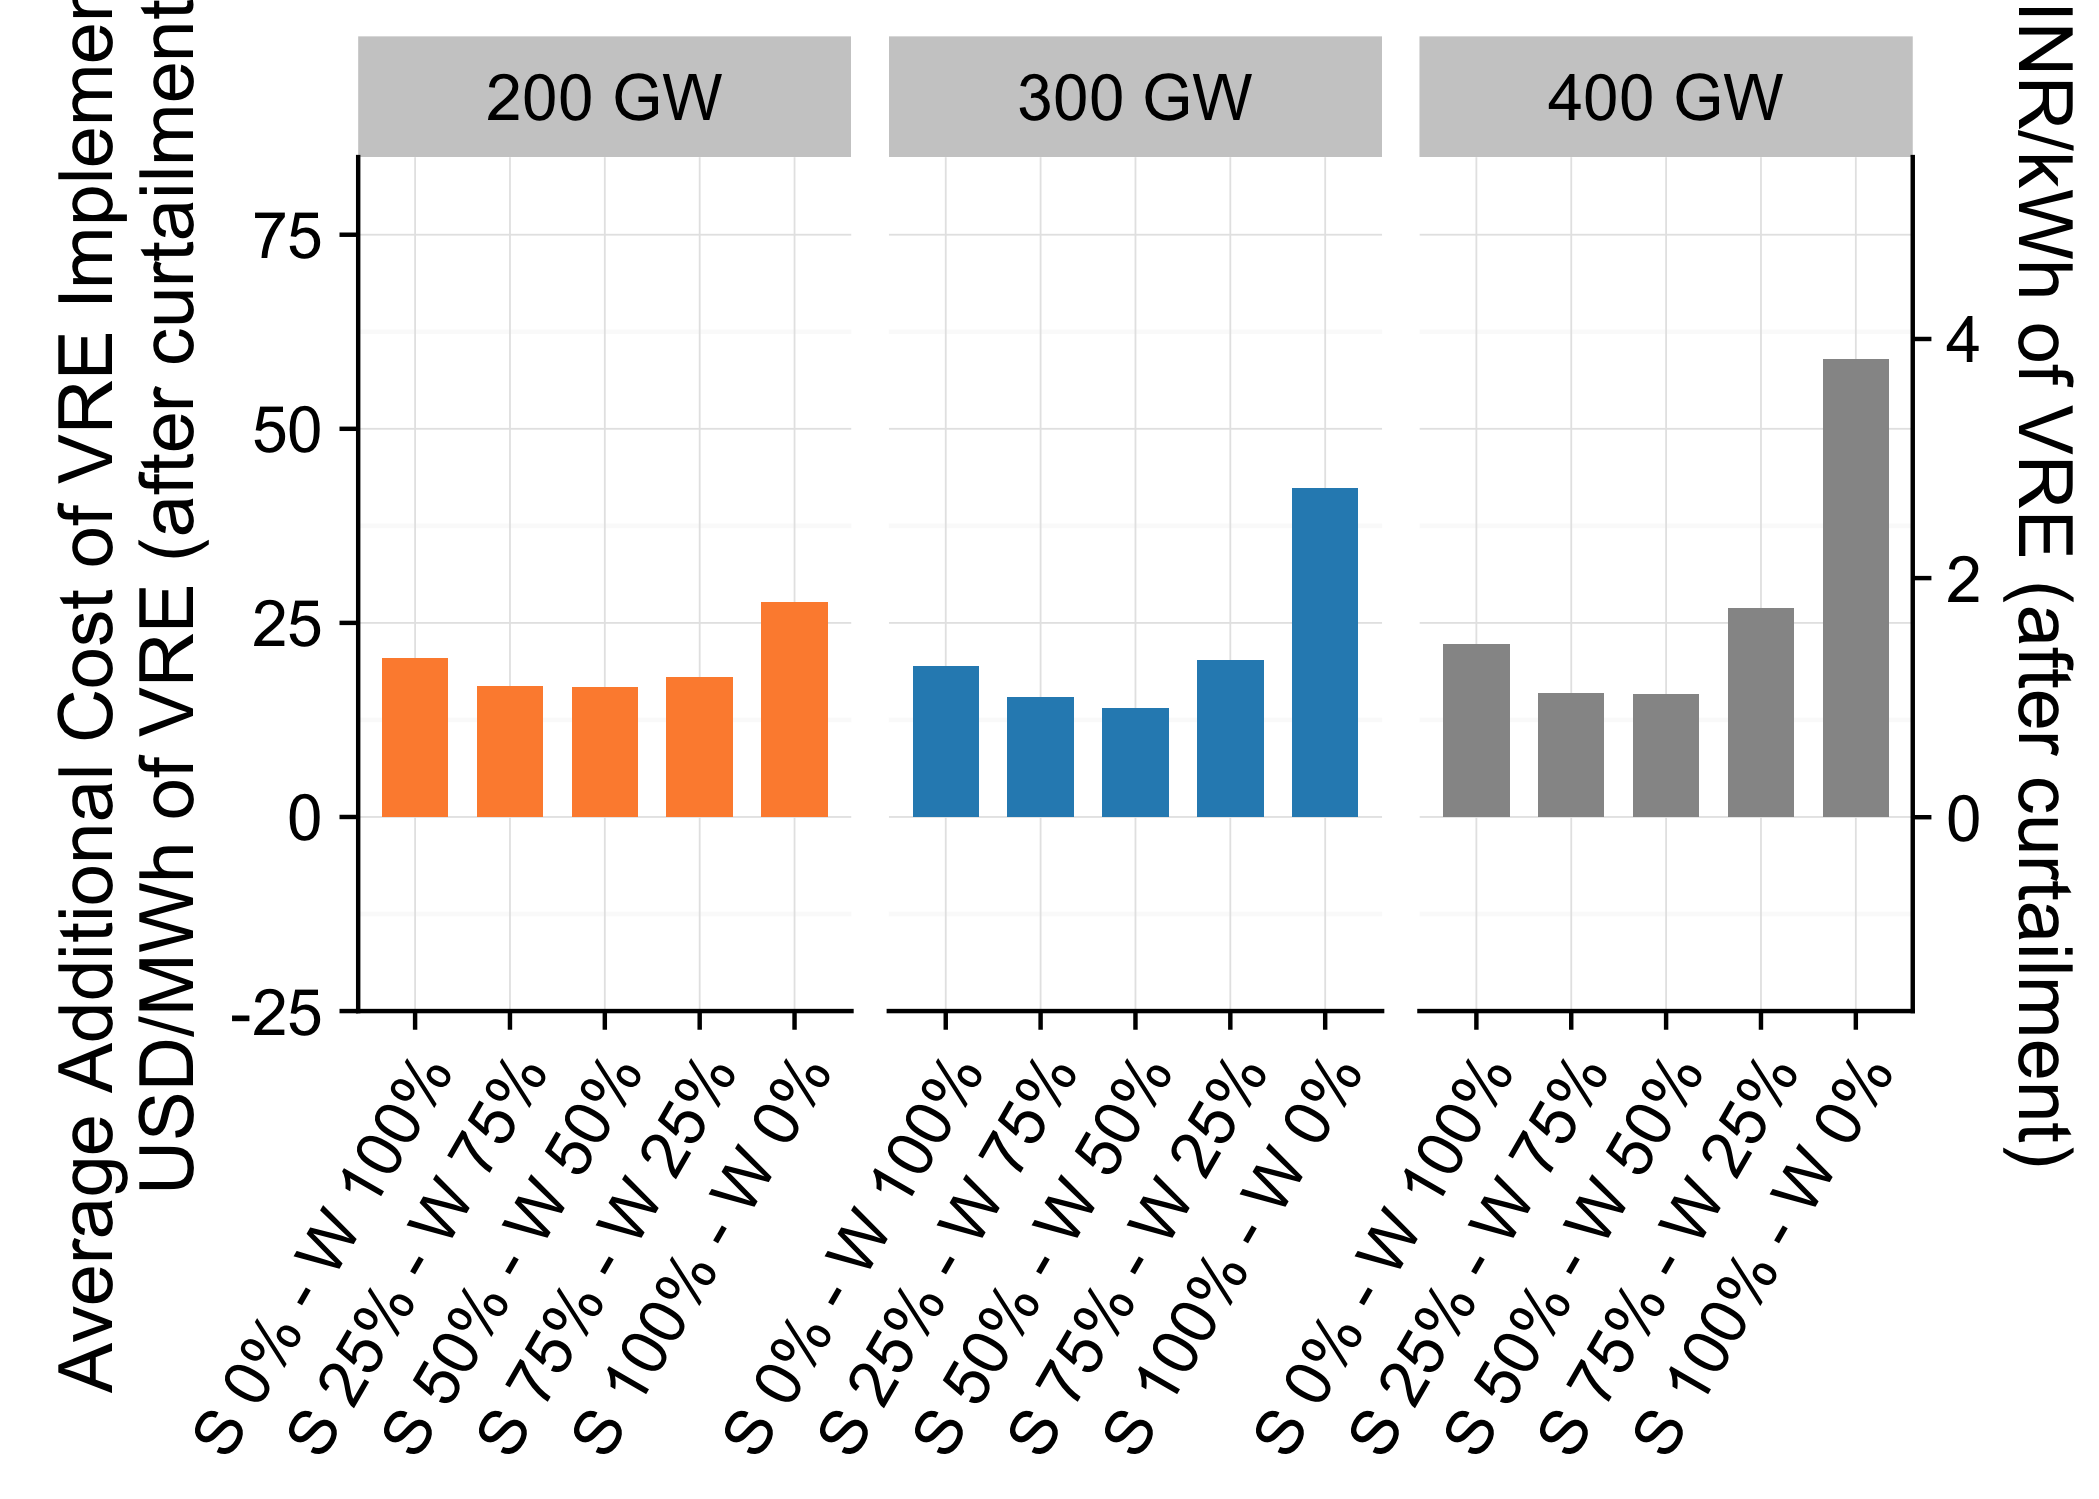 Average Additional Cost of VRE
USD/MWh of VRE (after curtailment
200 GW
300 GW
400 GW
75
50
25
0
-25
4
2
0
INR/kWh of VRE (after curtailment)
S 0% - W 100%
S 25% - W 75%
S 50% - W 50%
S 75% - W 25%
S 100% - W 0%
S 0% - W 100%
S 25% - W 75%
S 50% - W 50%
S 75% - W 25%
S 100% - W 0%
S 0% - W 100%
S 25% - W 75%
S 50% - W 50%
S 75% - W 25%
S 100% - W 0%